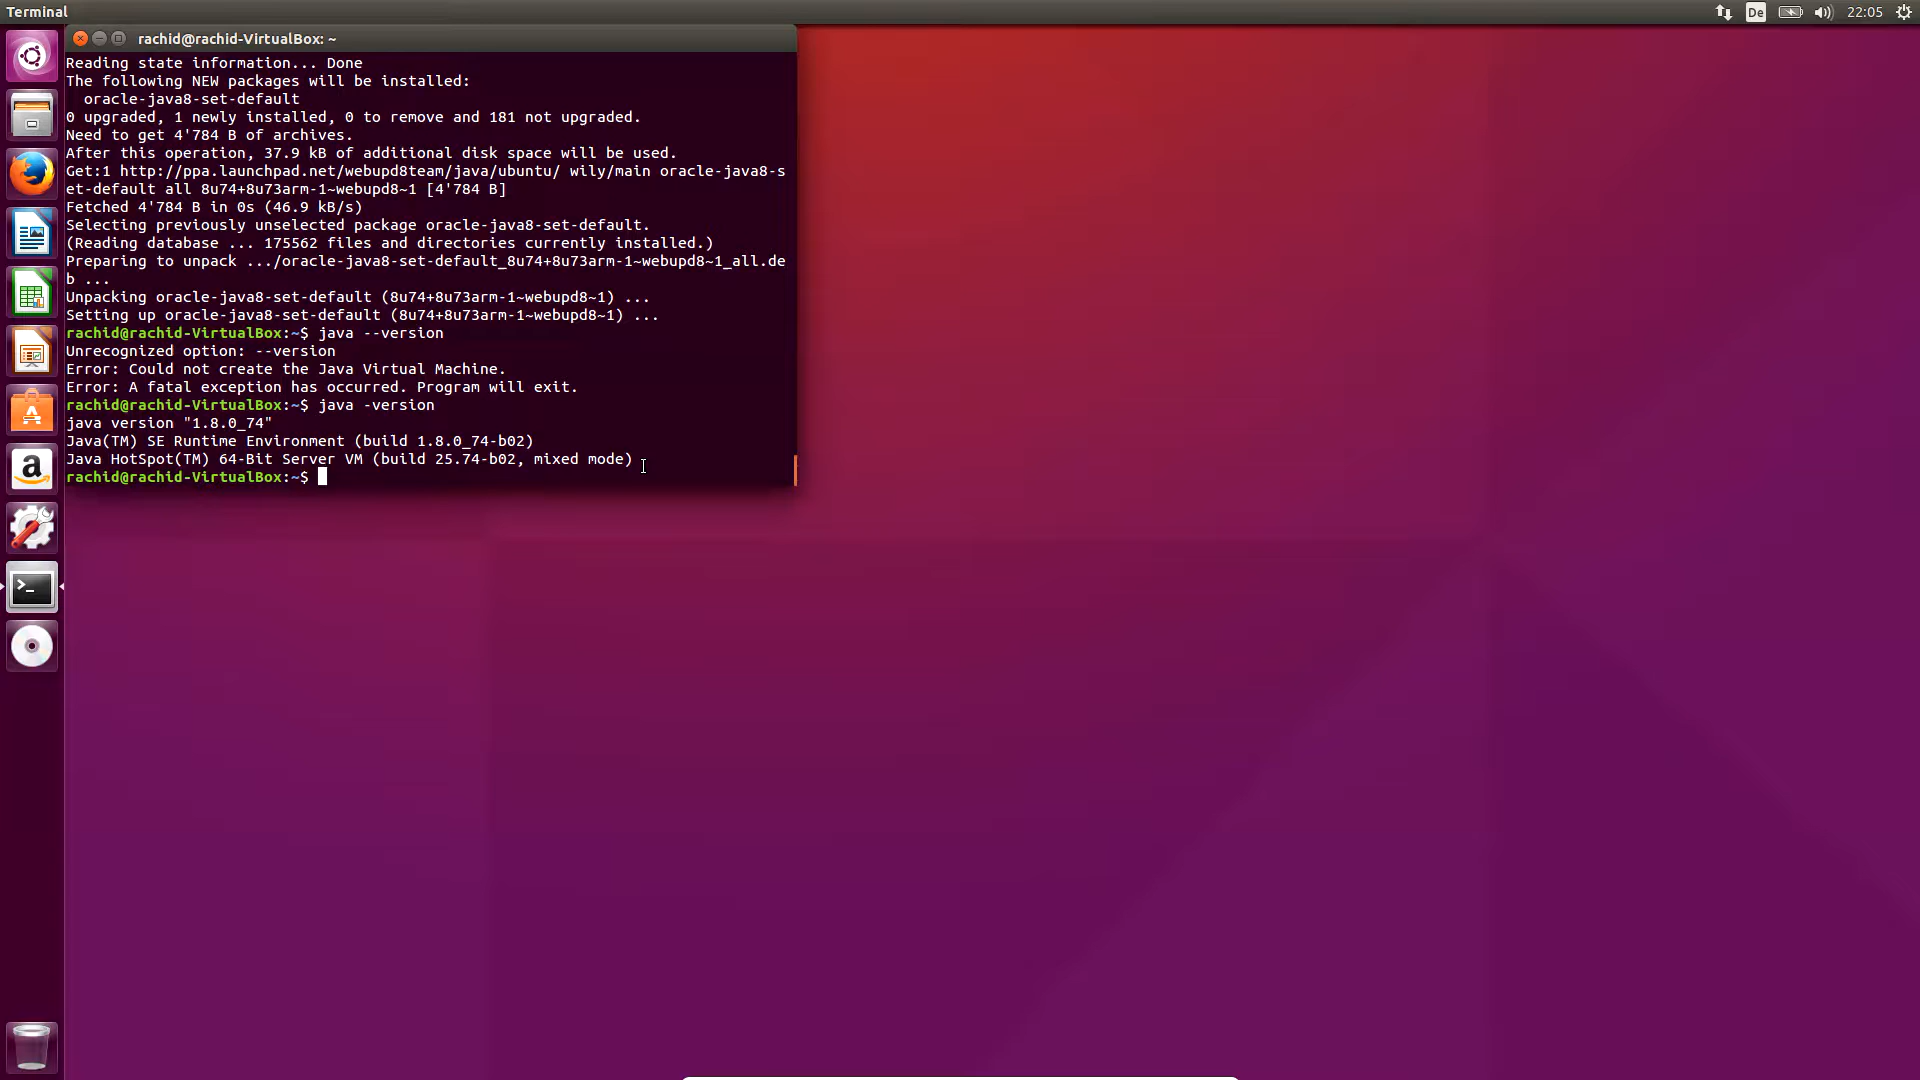 Terminal
De
22:05
rachid@rachid-VirtualBox: ~
Reading state information... Done
The following NEW packages will be installed:
  oracle-java8-set-default
0 upgraded, 1 newly installed, 0 to remove and 181 not upgraded.
Need to get 4'784 B of archives.
After this operation, 37.9 kB of additional disk space will be used.
Get:1 http://ppa.launchpad.net/webupd8team/java/ubuntu/ wily/main oracle-java8-s
et-default all 8u74+8u73arm-1~webupd8~1 [4'784 B]
Fetched 4'784 B in 0s (46.9 kB/s)
Selecting previously unselected package oracle-java8-set-default.
(Reading database ... 175562 files and directories currently installed.)
Preparing to unpack .../oracle-java8-set-default_8u74+8u73arm-1~webupd8~1_all.de
b ...
Unpacking oracle-java8-set-default (8u74+8u73arm-1~webupd8~1) ...
Setting up oracle-java8-set-default (8u74+8u73arm-1~webupd8~1) ...
rachid@rachid-VirtualBox:~$ java --version
Unrecognized option: --version
Error: Could not create the Java Virtual Machine.
Error: A fatal exception has occurred. Program will exit.
rachid@rachid-VirtualBox:~$ java -version
java version "1.8.0_74"
Java(TM) SE Runtime Environment (build 1.8.0_74-b02)
Java HotSpot(TM) 64-Bit Server VM (build 25.74-b02, mixed mode)
rachid@rachid-VirtualBox:~$